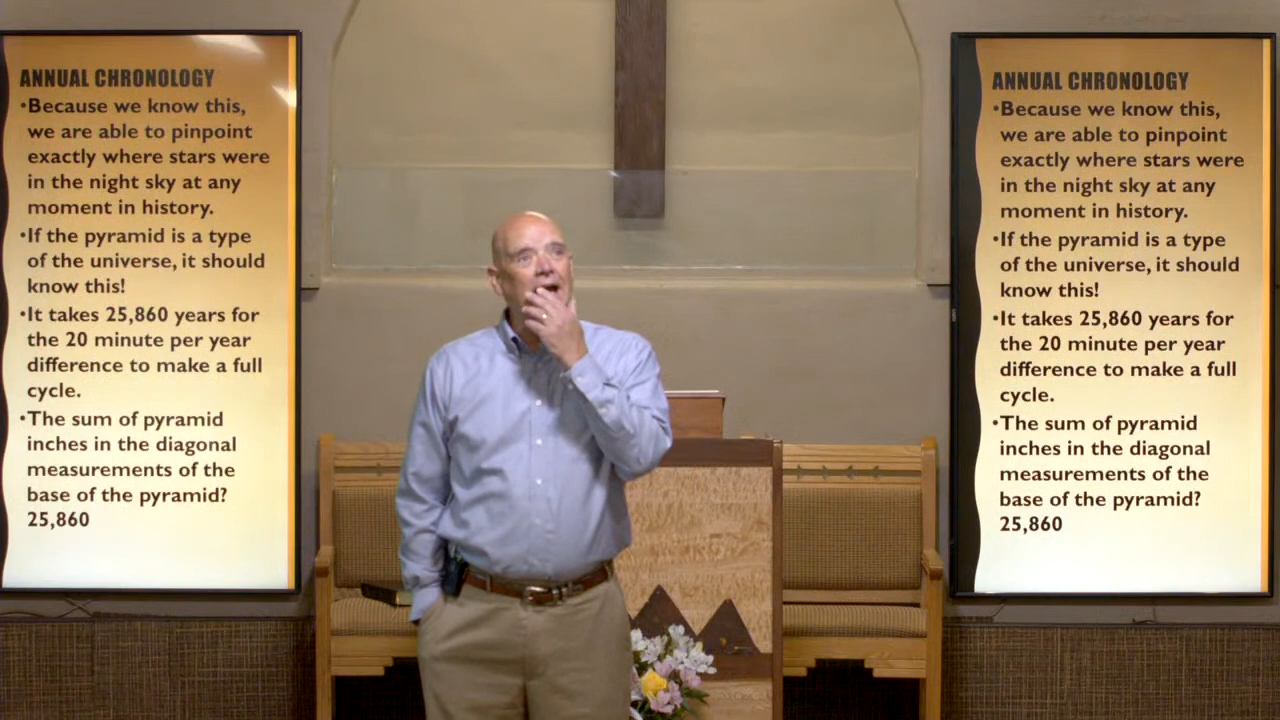 ANNUAL CHRONOLOGY
•Because we know this,
we are able to pinpoint
exactly where stars were
in the night sky at any
moment in history.
•If the pyramid is a type
of the universe, it should
know this!
•It takes 25,860 years for
the 20 minute per year
difference to make a full
cycle.
•The sum of pyramid
inches in the diagonal
measurements of the
base of the pyramid?
25,860
ANNUAL CHRONOLOGY
•Because we know this,
we are able to pinpoint
exactly where stars were
in the night sky at any
moment in history.
•If the pyramid is a type
of the universe, it should
know this!
•It takes 25,860 years for
the 20 minute per year
difference to make a full
cycle.
•The sum of pyramid
inches in the diagonal
measurements of the
base of the pyramid?
25,860